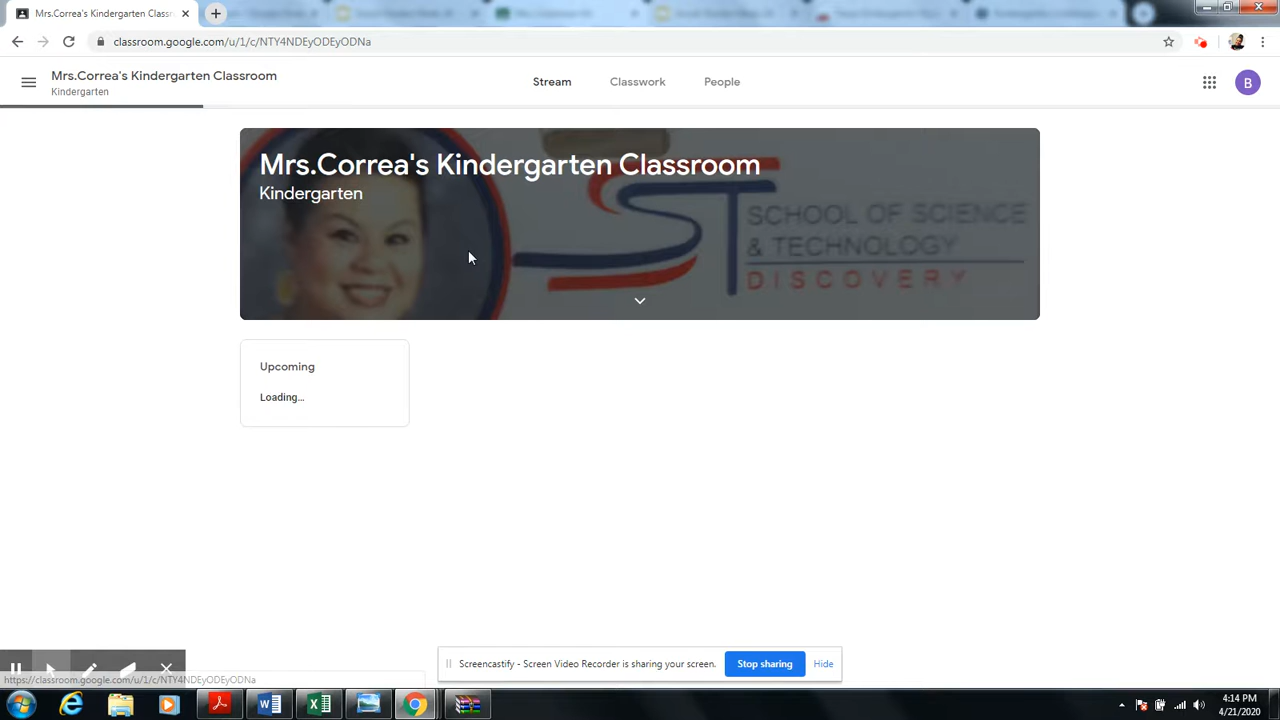 Mrs.Correa's Kindergarten Classr
classroom.google.com/u/1/c/NTY4NDEyODEyODNa
Mrs.Correa's Kindergarten Classroom
Kindergarten
Stream
Classwork
People
B
Mrs.Correa's Kindergarten Classroom
Kindergarten
ST
SCHOOL OF SCIENCE
& TECHNOLOGY
DISCOVERY
Upcoming
Loading...
Screencastify - Screen Video Recorder is sharing your screen.
Stop sharing
Hide
https://classroom.google.com/u/1/c/NTY4NDEyODEyODNa
4:14 PM
4/21/2020